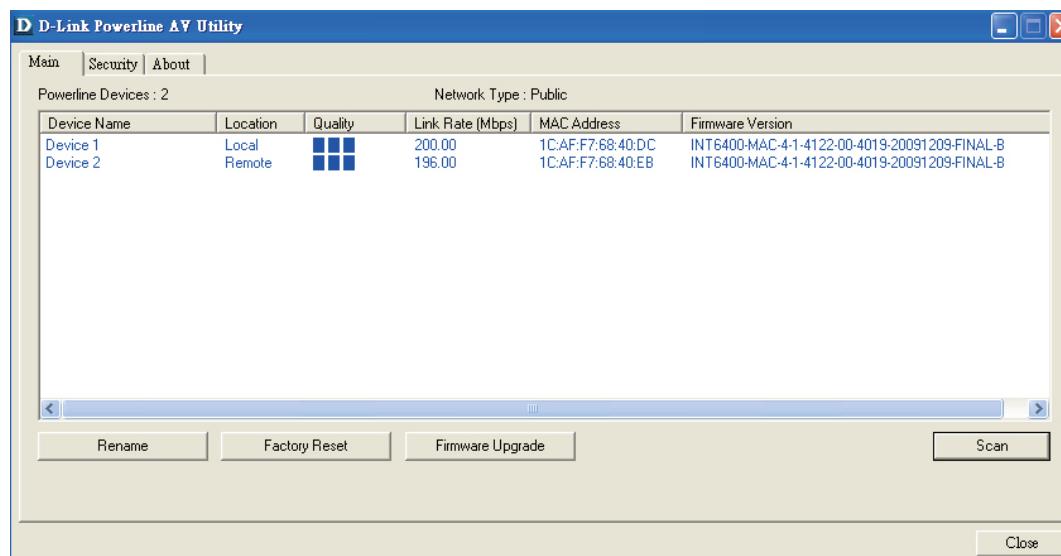 D D-Link Powerline AV Utility
Main Security About
Powerline Devices : 2 Network Type : Public
Device Name Location Quality Link Rate (Mbps) MAC Address Firmware Version
Device 1 Local 200.00 1C:AF:F7:68:40:DC INT6400-MAC-4-1-4122-00-4019-20091209-FINAL-B
Device 2 Remote 196.00 1C:AF:F7:68:40:EB INT6400-MAC-4-1-4122-00-4019-20091209-FINAL-B
Rename Factory Reset Firmware Upgrade Scan
Close